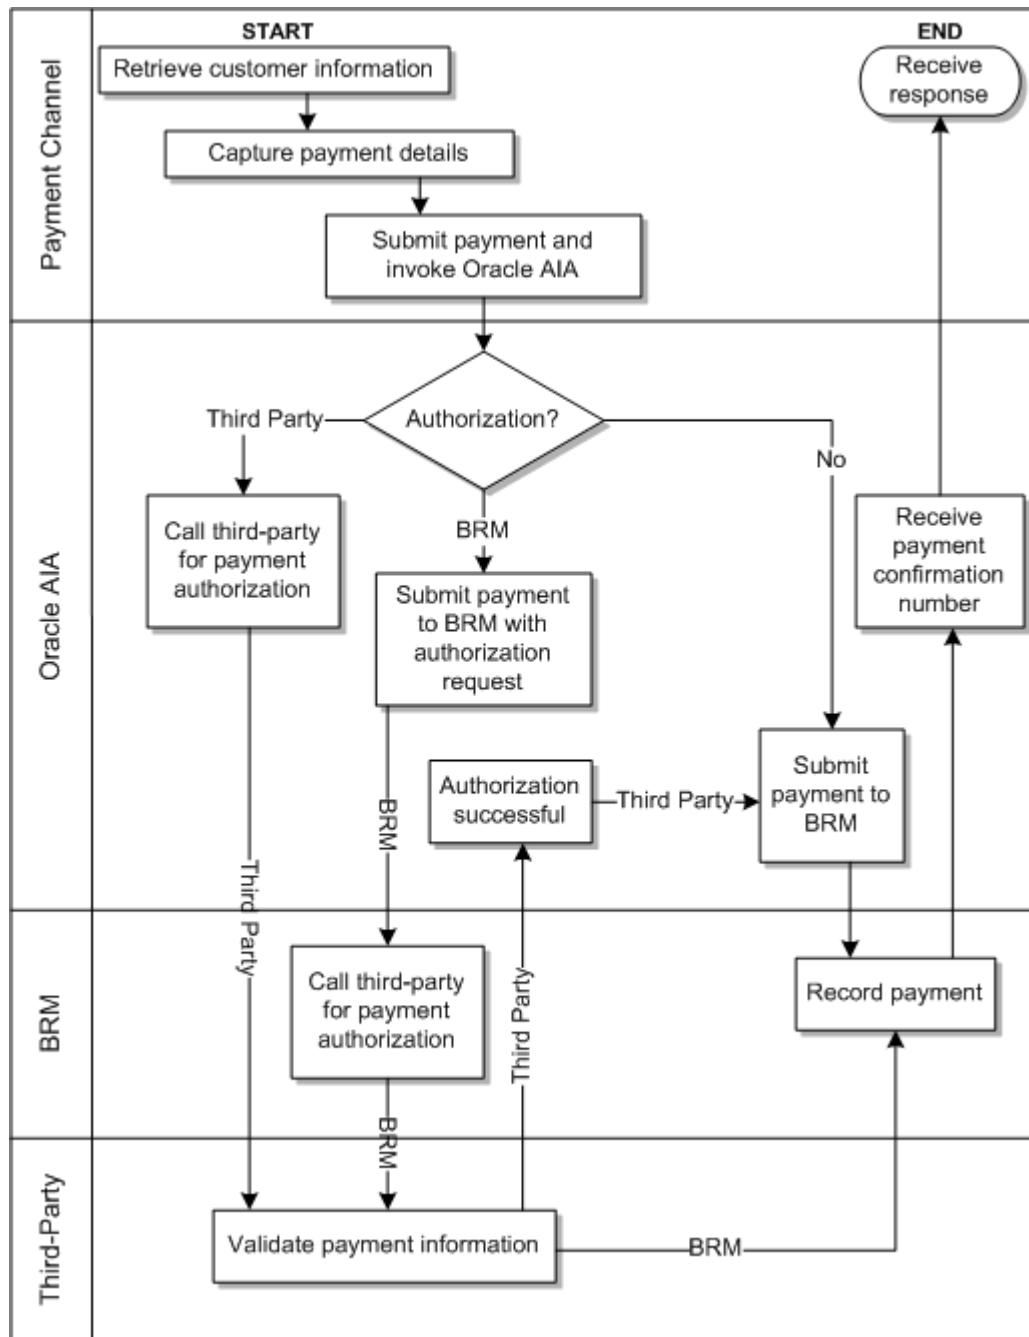 START
END
Retrieve customer information
Receive
response
Payment Channel
Capture payment details
Submit payment and
invoke Oracle AIA
Third Party
Authorization?
No
Call third-party
for payment
authorization
BRM
Receive
payment
confirmation
number
Oracle AIA
Submit payment
to BRM with
authorization
request
Authorization
successful
Third Party
Submit
payment to
BRM
BRM
Third Party
Call third-party
for payment
authorization
Third Party
Record payment
BRM
BRM
Validate payment information
BRM
Third-Party